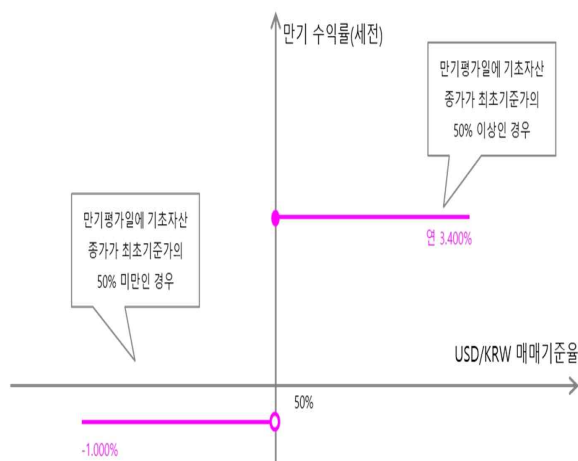 만기 수익률(세전)
만기평가일에 기초자산
종가가 최초기준가의
50% 이상인 경우
만기평가일에 기초자산
종가가 최초기준가의
50% 미만인 경우
연 3.400%
USD/KRW 매매기준율
50%
-1.000%